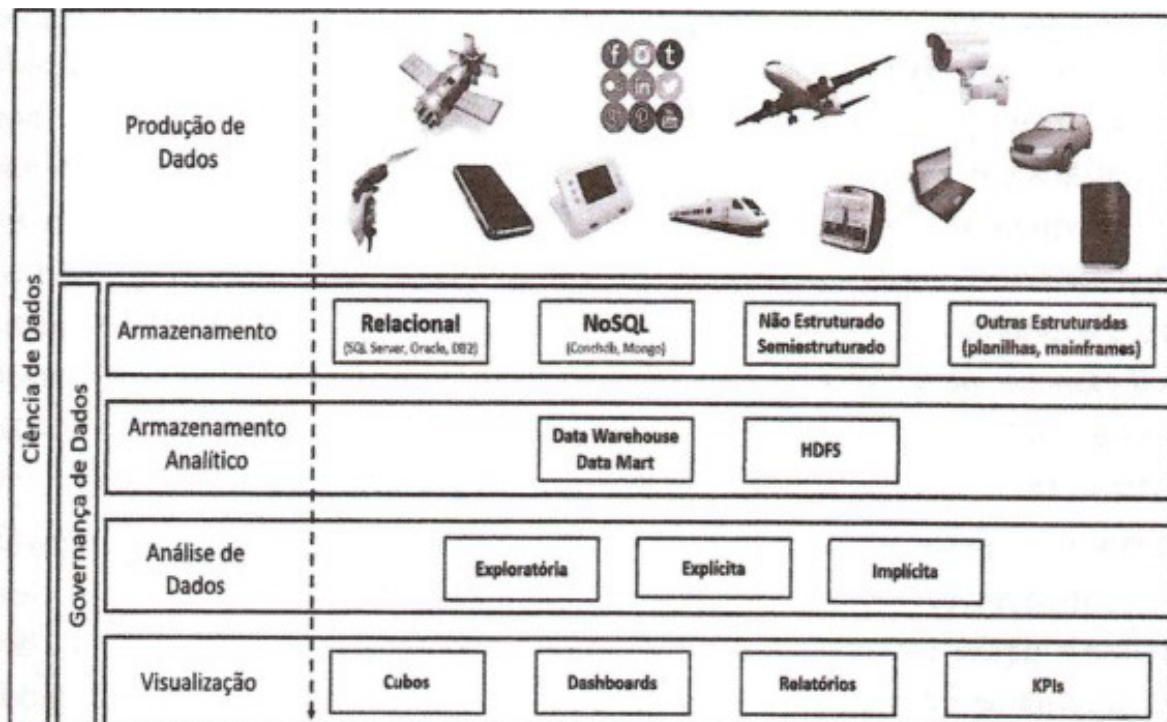 Ciência de Dados
Governança de Dados
Produção de
Dados
Armazenamento
Relacional
(SQL Server, Oracle, DB2)
NoSQL
(Conchdb, Mongo)
Não Estruturado
Semiestruturado
Outras Estruturadas
(planilhas, mainframes)
Armazenamento
Analítico
Data Warehouse
Data Mart
HDFS
Análise de
Dados
Exploratória
Explícita
Implícita
Visualização
Cubos
Dashboards
Relatórios
KPIs